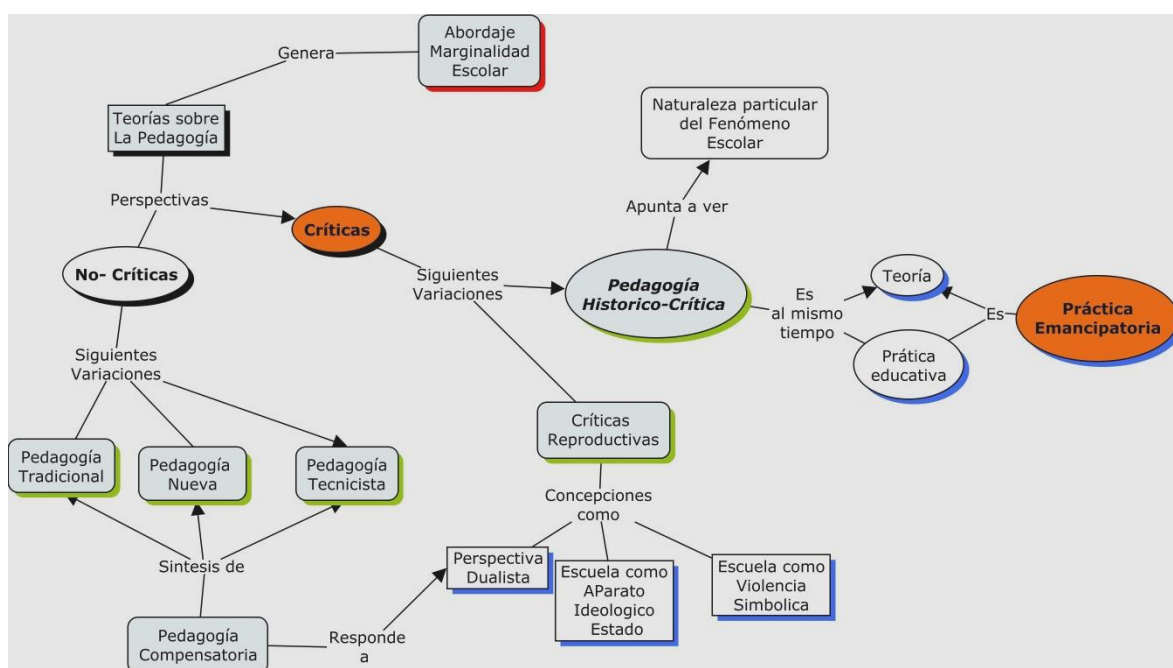 Abordaje
Marginalidad
Escolar
Genera
Teorías sobre
La Pedagogía
Naturaleza particular
del Fenómeno
Escolar
Perspectivas
Apunta a ver
Críticas
No- Críticas
Siguientes
Variaciones
Pedagogía
Historico-Crítica
Teoría
Es
al mismo
tiempo
Es
Práctica
Emancipatoria
Prática
educativa
Siguientes
Variaciones
Críticas
Reproductivas
Pedagogía
Tradicional
Pedagogía
Nueva
Pedagogía
Tecnicista
Concepciones
como
Sintesis de
Perspectiva
Dualista
Escuela como
AParato
Ideologico
Estado
Escuela como
Violencia
Simbolica
Pedagogía
Compensatoria
Responde
a